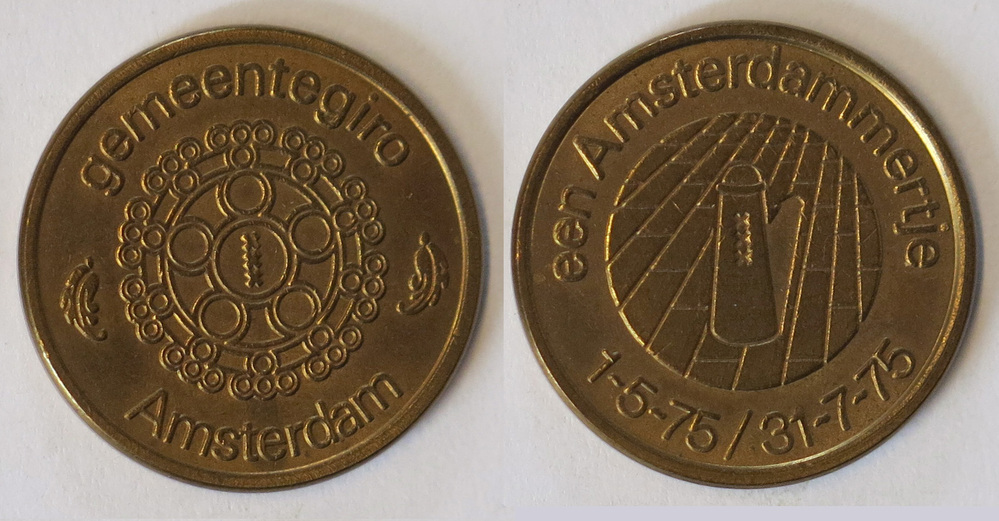 gemeentegiro
Amsterdam
een Amsterdammertje
1-5-75 / 31-7-75